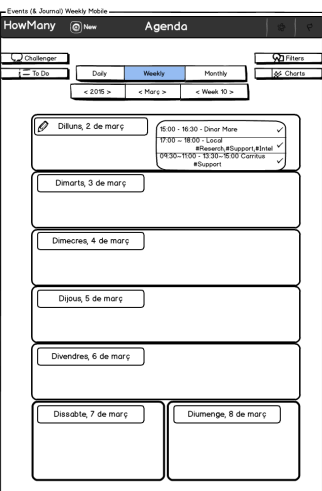 Events (& Journal) Weekly Mobile
HowMany New Agenda
Challenger Filters
To Do Daily Weekly Monthly Charts
< 2015 > < Març > < Week 10 >
Dilluns, 2 de març
15:00 - 16:30 - Dinar Mare
17:00 - 18:00 - Local
#Reserch,#Support,#Intel
09:30-11:00 - 13:30-15:00 Carritus
#Support
Dimarts, 3 de març
Dimecres, 4 de març
Dijous, 5 de març
Divendres, 6 de març
Dissabte, 7 de març Diumenge, 8 de març